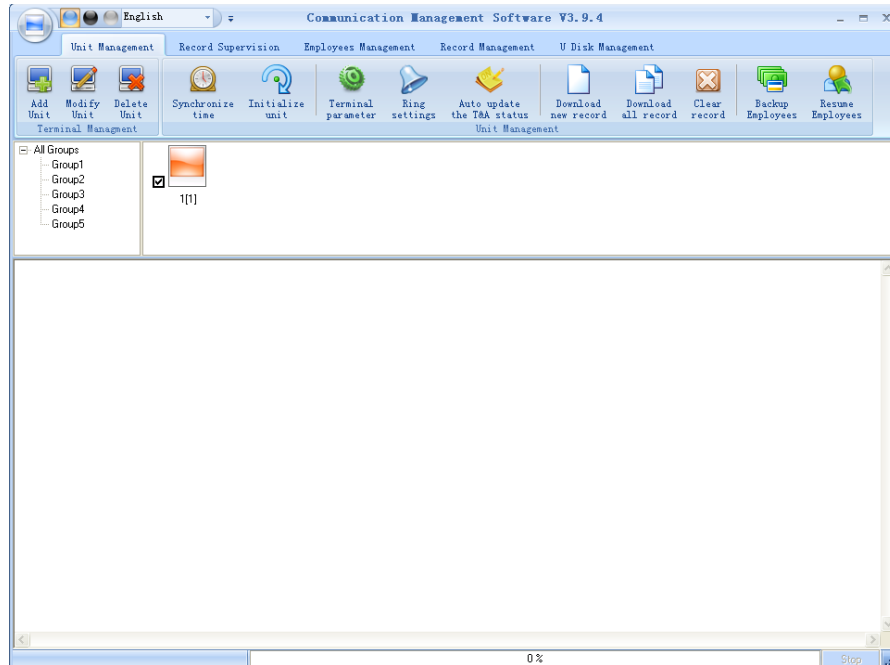 English
Communication Management Software V3.9.4
Unit Management Record Supervision Employees Management Record Management U Disk Management
Add Unit
Modify Unit
Delete Unit
Synchronize time
Initialize unit
Terminal parameter
Ring settings
Auto update the T&A status
Download new record
Download all record
Clear record
Backup Employees
Resume Employees
Terminal Managment
Unit Management
All Groups
Group1
Group2
Group3
Group4
Group5
1[1]
0 %
Stop